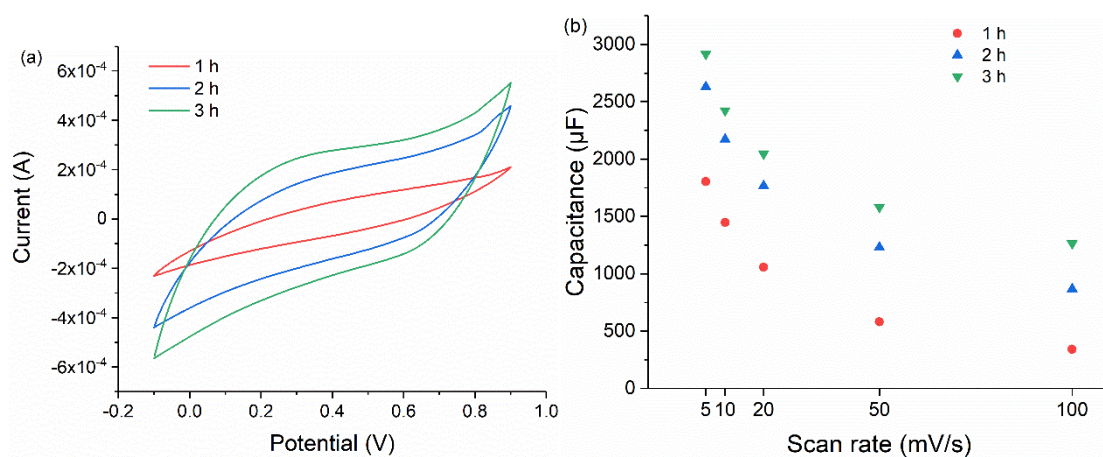 (a)
1 h
2 h
3 h
6x10⁻⁴
4x10⁻⁴
2x10⁻⁴
0
-2x10⁻⁴
-4x10⁻⁴
-6x10⁻⁴
Current (A)
-0.2 0.0 0.2 0.4 0.6 0.8 1.0
Potential (V)
(b)
1 h
2 h
3 h
3000
2500
2000
1500
1000
500
0
Capacitance (µF)
5 10 20 50 100
Scan rate (mV/s)